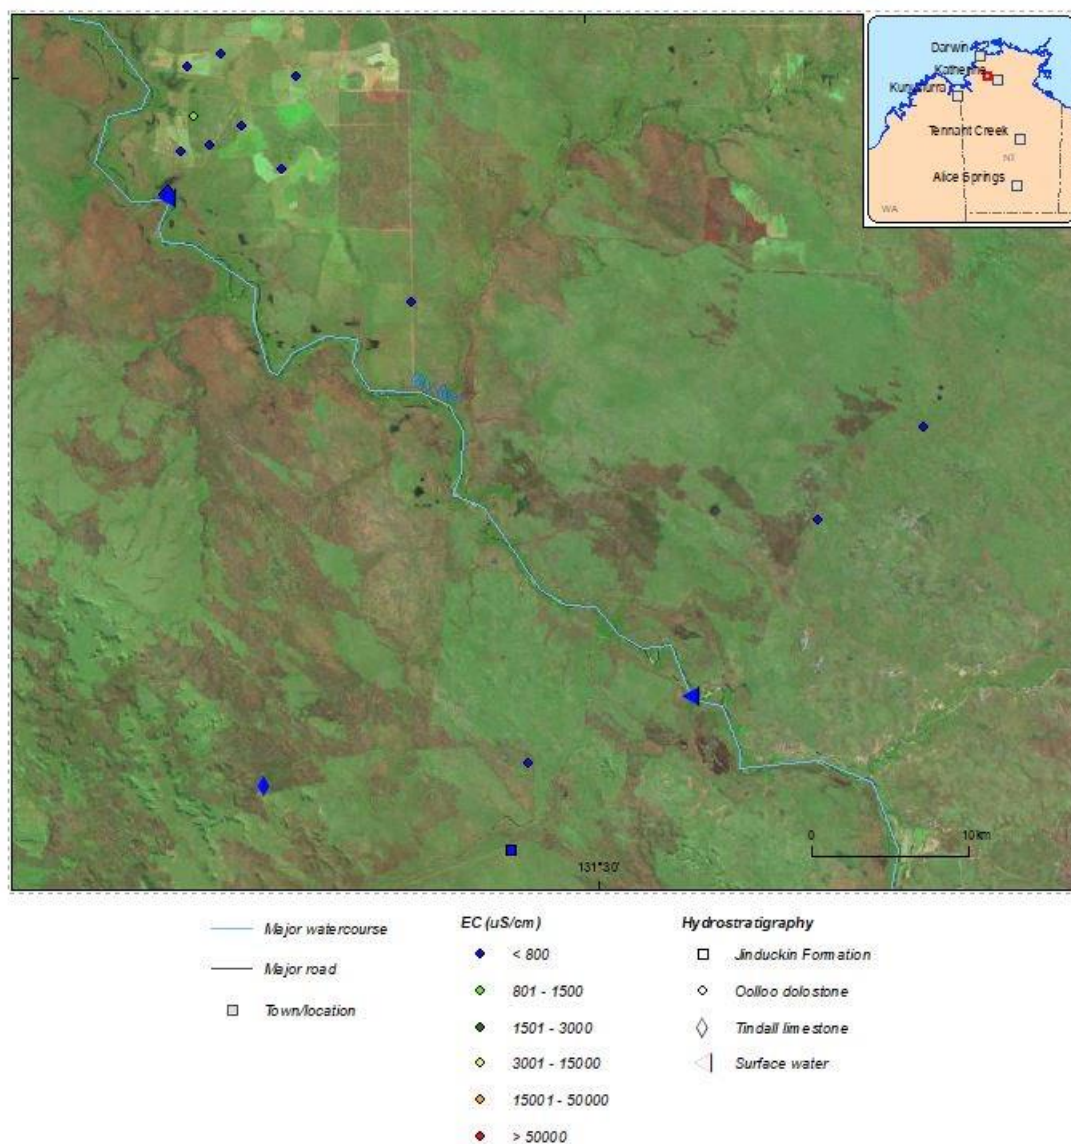 Darwin
Katherine
Kununurra
Tennant Creek
NT
Alice Springs
WA
0 10km
131°30'
Major watercourse
Major road
Town/location
EC (uS/cm)
< 800
801 - 1500
1501 - 3000
3001 - 15000
15001 - 50000
> 50000
Hydrostratigraphy
Jinduckin Formation
Oolloo dolostone
Tindall limestone
Surface water